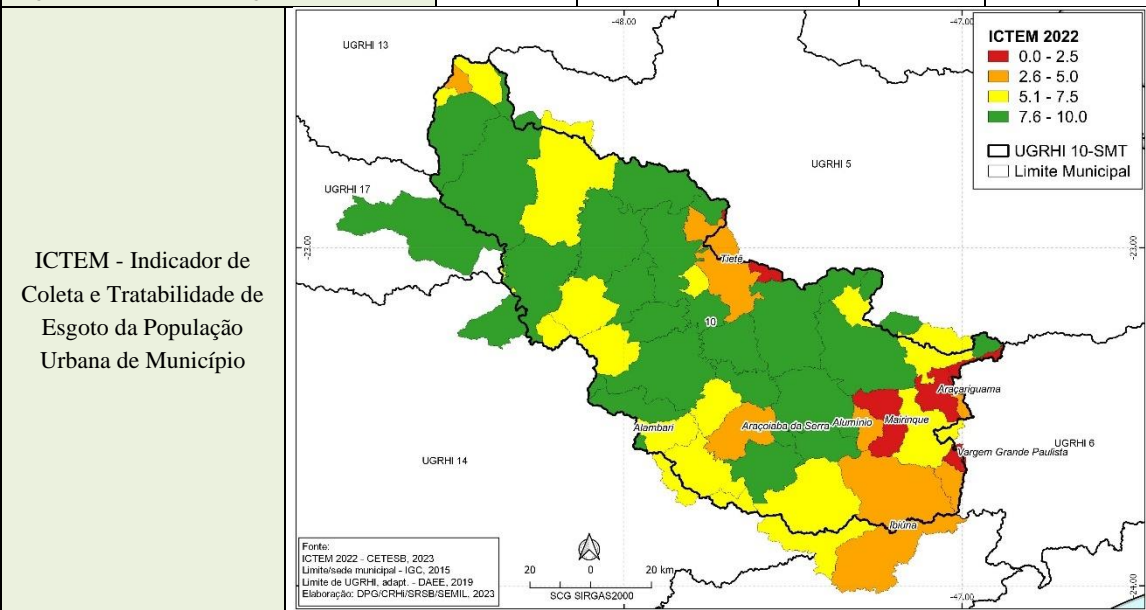 ICTEM - Indicador de
Coleta e Tratabilidade de
Esgoto da População
Urbana de Município
-48.00
-47.00
UGRHI 13
ICTEM 2022
0.0 - 2.5
2.6 - 5.0
5.1 - 7.5
7.6 - 10.0
UGRHI 10-SMT
Limite Municipal
UGRHI 5
UGRHI 17
-23.00
-23.00
Tietê
10
Araçariguama
Alambari
Araçoiaba da Serra
Alumínio
Mairinque
UGRHI 6
Vargem Grande Paulista
UGRHI 14
Ibiúna
Fonte:
ICTEM 2022 - CETESB, 2023
Limite/sede municipal - IGC, 2015
Limite de UGRHI, adapt. - DAEE, 2019
Elaboração: DPG/CRHi/SRSB/SEMIL, 2023
20 0 20 km
SCG SIRGAS2000
-47.00
-24.00